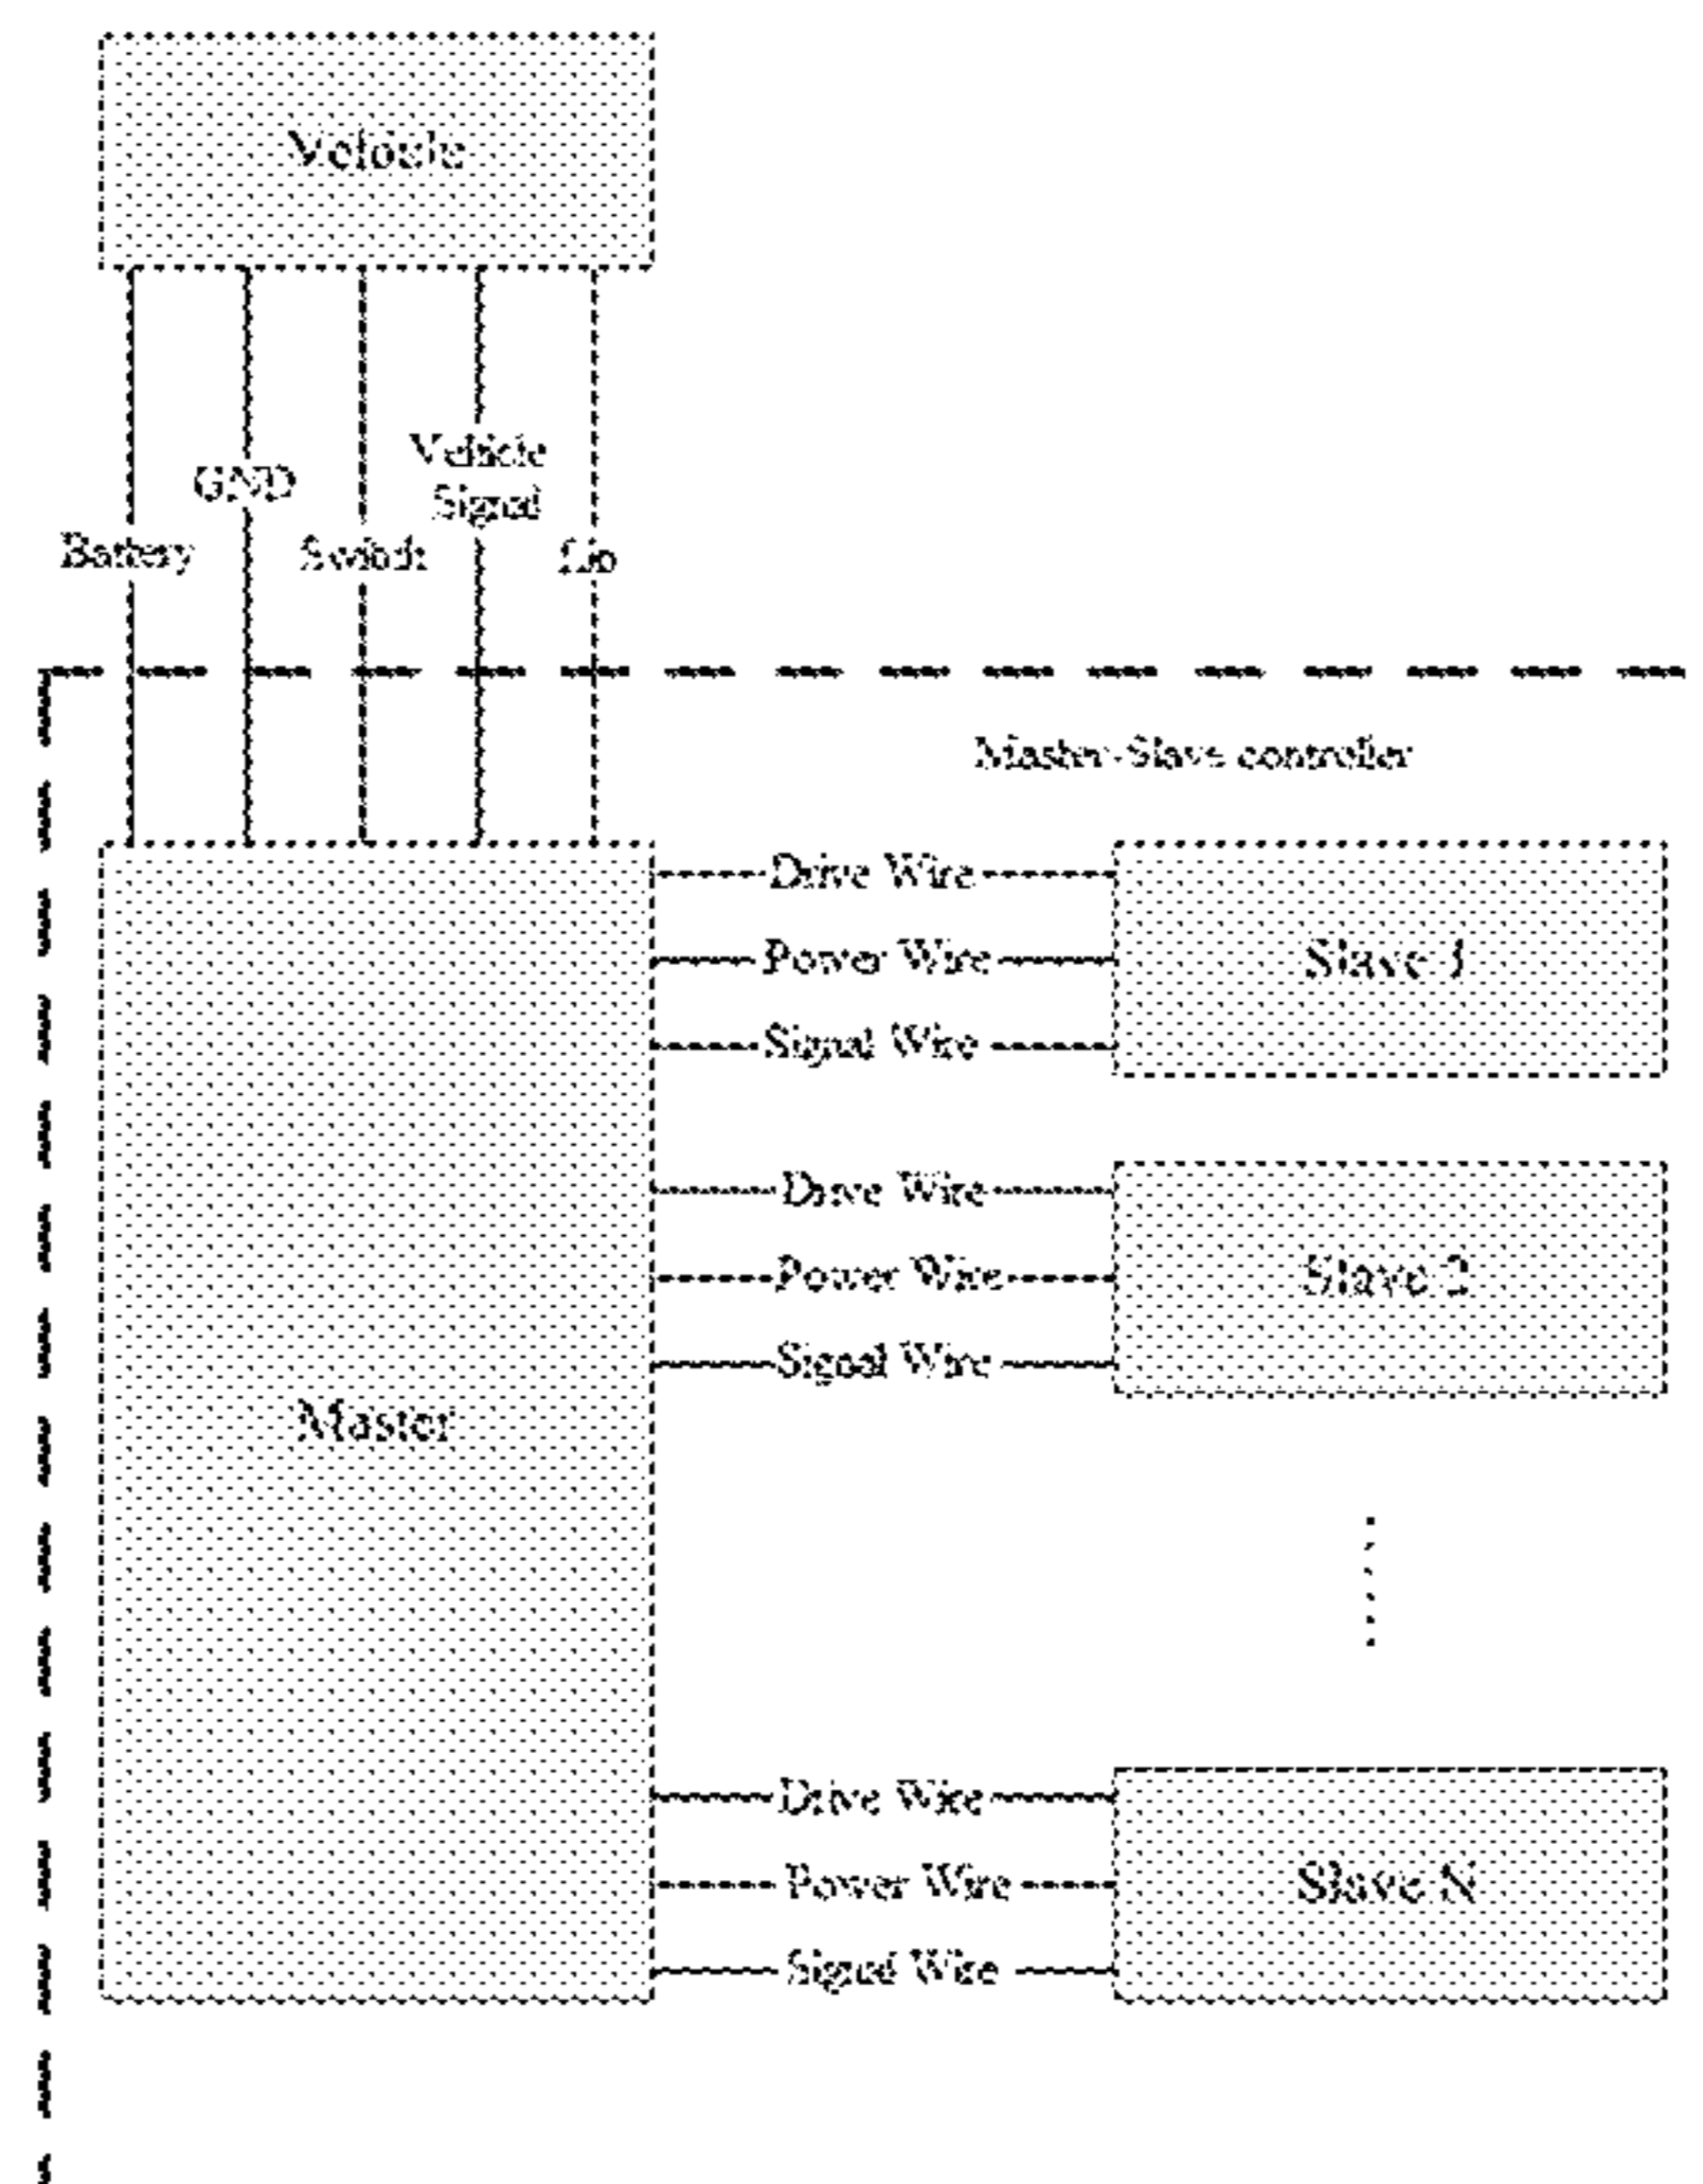 Vehicle
Vehicle
GND
Signal
Battery
Switch
Lin
Master-Slave controller
Drive Wire
Power Wire
Slave 1
Signal Wire
Drive Wire
Power Wire
Slave 2
Signal Wire
Master
Drive Wire
Power Wire
Slave N
Signal Wire